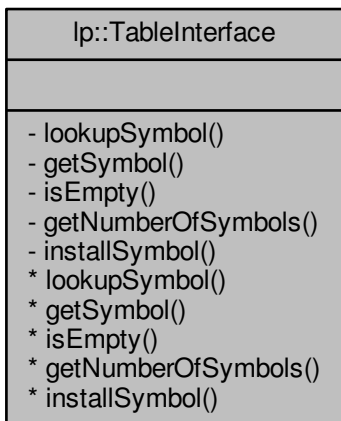 lp::TableInterface
- lookupSymbol()
- getSymbol()
- isEmpty()
- getNumberOfSymbols()
- installSymbol()
* lookupSymbol()
* getSymbol()
* isEmpty()
* getNumberOfSymbols()
* installSymbol()